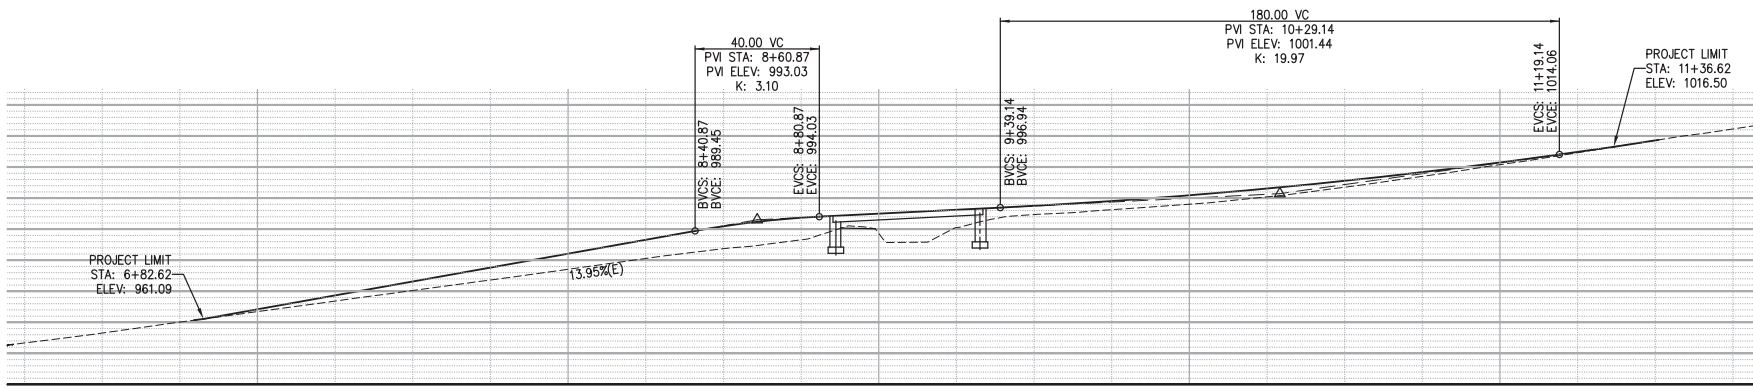 180.00 VC
PVI STA: 10+29.14
PVI ELEV: 1001.44
K: 19.97
40.00 VC
PVI STA: 8+60.87
PVI ELEV: 993.03
K: 3.10
PROJECT LIMIT
STA: 11+36.62
ELEV: 1016.50
EVCS: 11+19.14
EVCE: 1014.06
BVCS: 9+39.14
BVCE: 996.94
EVCS: 8+80.87
EVCE: 994.03
BVCS: 8+40.87
BVCE: 989.45
PROJECT LIMIT
STA: 6+82.62
ELEV: 961.09
13.95%(E)